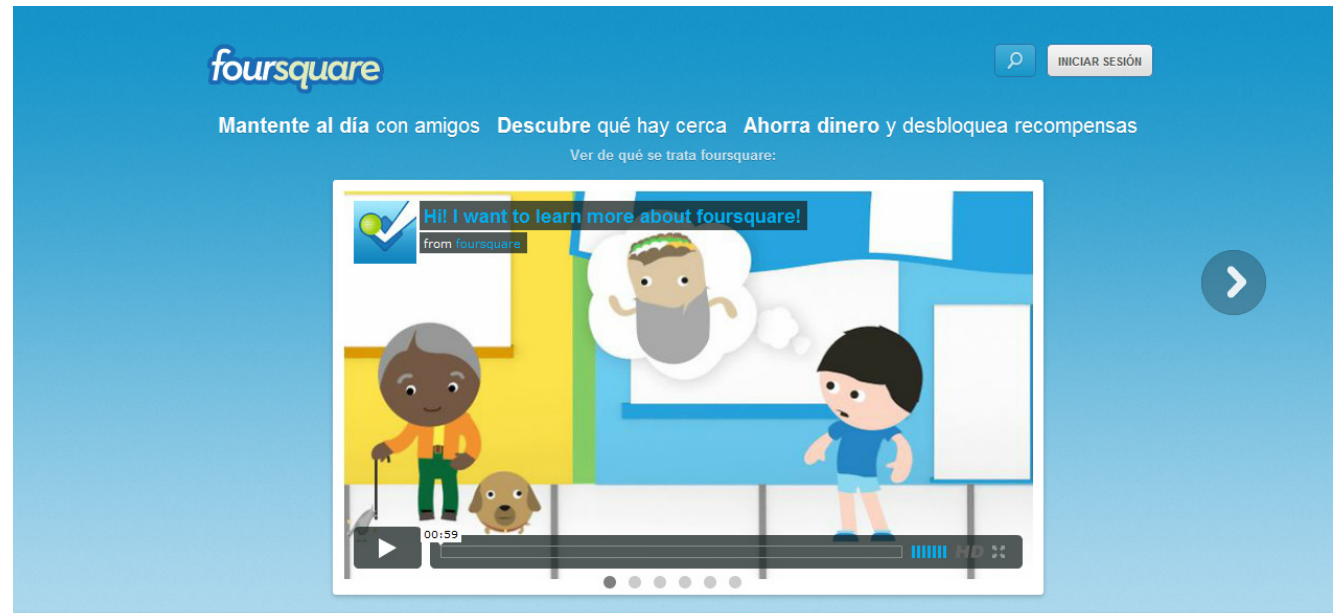 foursquare
INICIAR SESIÓN
Mantente al día con amigos Descubre qué hay cerca Ahorra dinero y desbloquea recompensas
Ver de qué se trata foursquare:
Hi! I want to learn more about foursquare!
from foursquare
00:59
HD